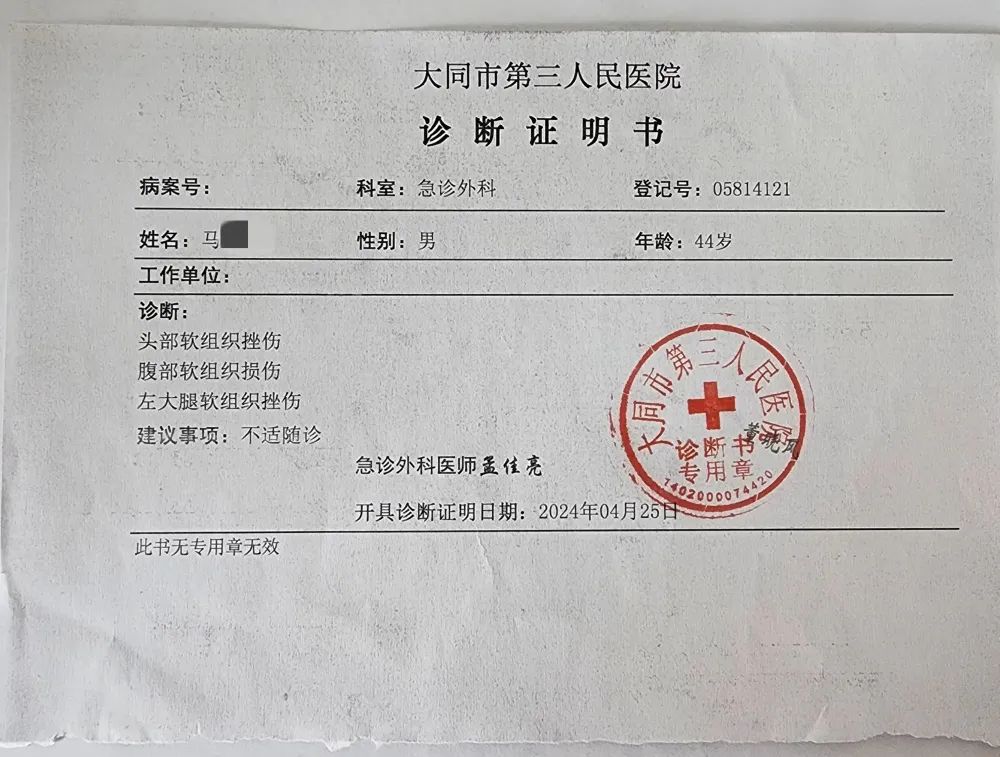 大同市第三人民医院
诊断证明书
病案号： 科室：急诊外科 登记号：05814121
姓名：马 性别：男 年龄：44岁
工作单位：
诊断：
头部软组织挫伤
腹部软组织损伤
左大腿软组织挫伤
建议事项：不适随诊
急诊外科医师孟佳亮
开具诊断证明日期：2024年04月25日
此书无专用章无效
大同市第三人民医院
诊断书
专用章
1402000074420
董晓凤